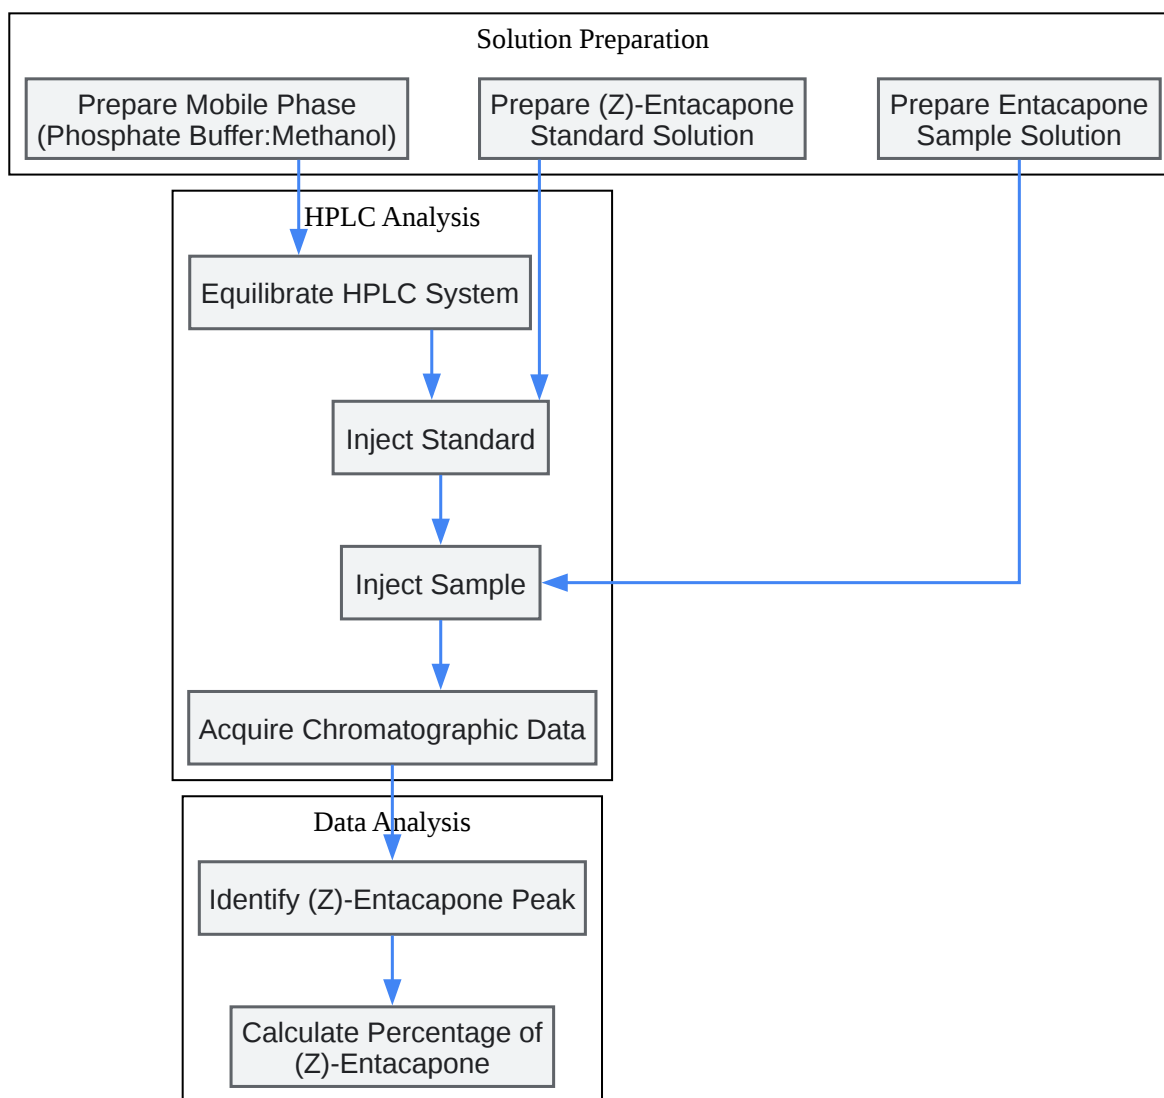 Solution Preparation
Prepare Mobile Phase
(Phosphate Buffer:Methanol)
Prepare (Z)-Entacapone
Standard Solution
Prepare Entacapone
Sample Solution
HPLC Analysis
Equilibrate HPLC System
Inject Standard
Inject Sample
Acquire Chromatographic Data
Data Analysis
Identify (Z)-Entacapone Peak
Calculate Percentage of
(Z)-Entacapone